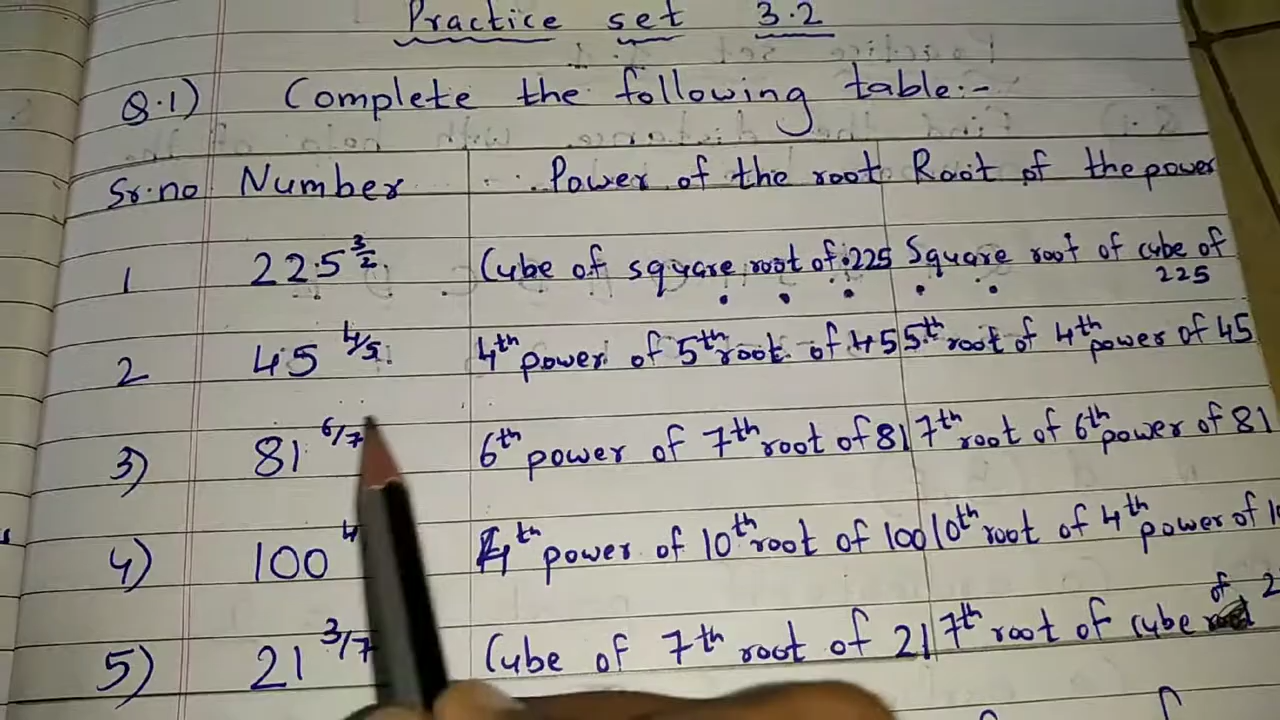 Practice set 3.2
Q.1) Complete the following table:-
Sr.no Number Power of the root Root of the power
1 225^3/2 Cube of square root of 225 Square root of cube of 225
2 45^4/5 4th power of 5th root of 45 5th root of 4th power of 45
3) 81^6/7 6th power of 7th root of 81 7th root of 6th power of 81
4) 100^4 4th power of 10th root of 100 10th root of 4th power of
5) 21^3/7 Cube of 7th root of 21 7th root of cube of